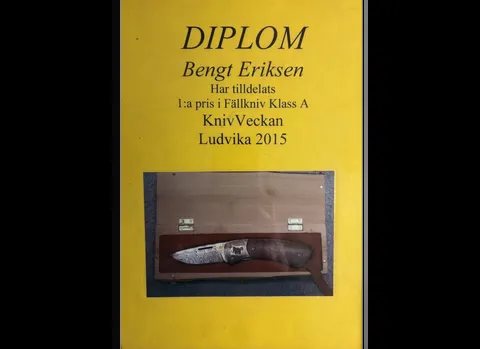 DIPLOM
Bengt Eriksen
Har tilldelats
1:a pris i Fällkniv Klass A
KnivVeckan
Ludvika 2015